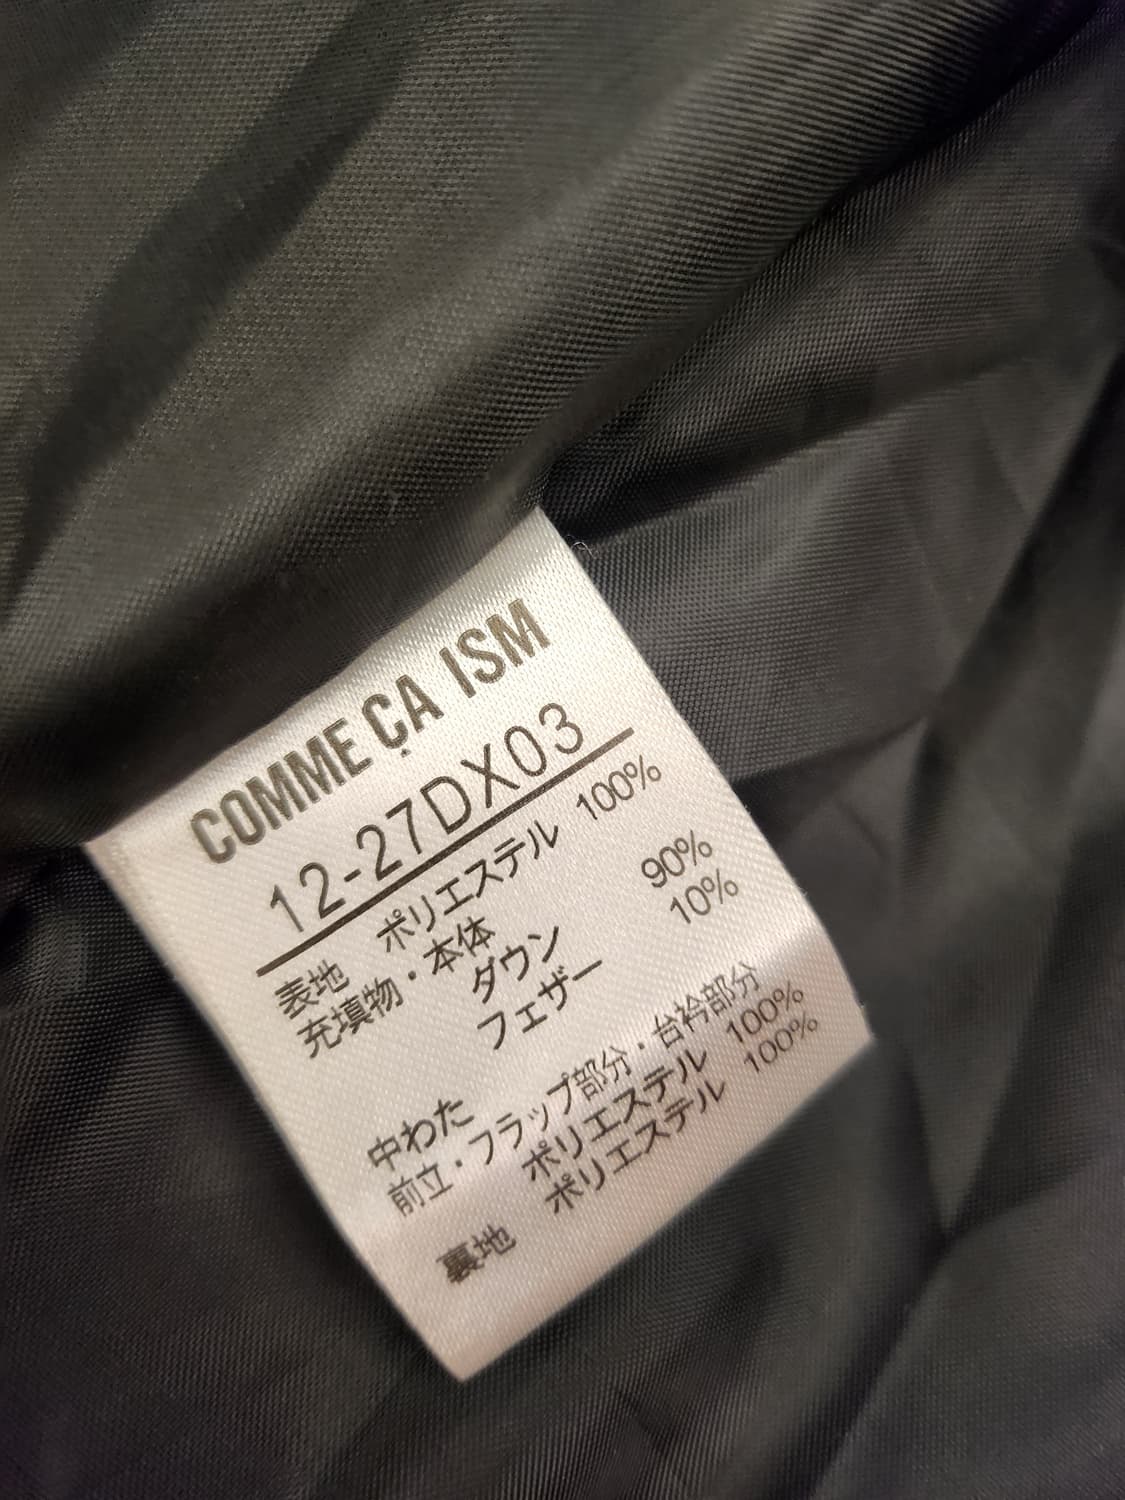 COMME ÇA ISM
12-27DX03
表地 ポリエステル 100%
充填物・本体
ダウン 90%
フェザー 10%
中わた
前立・フラップ部分・台衿部分
ポリエステル 100%
裏地 ポリエステル 100%